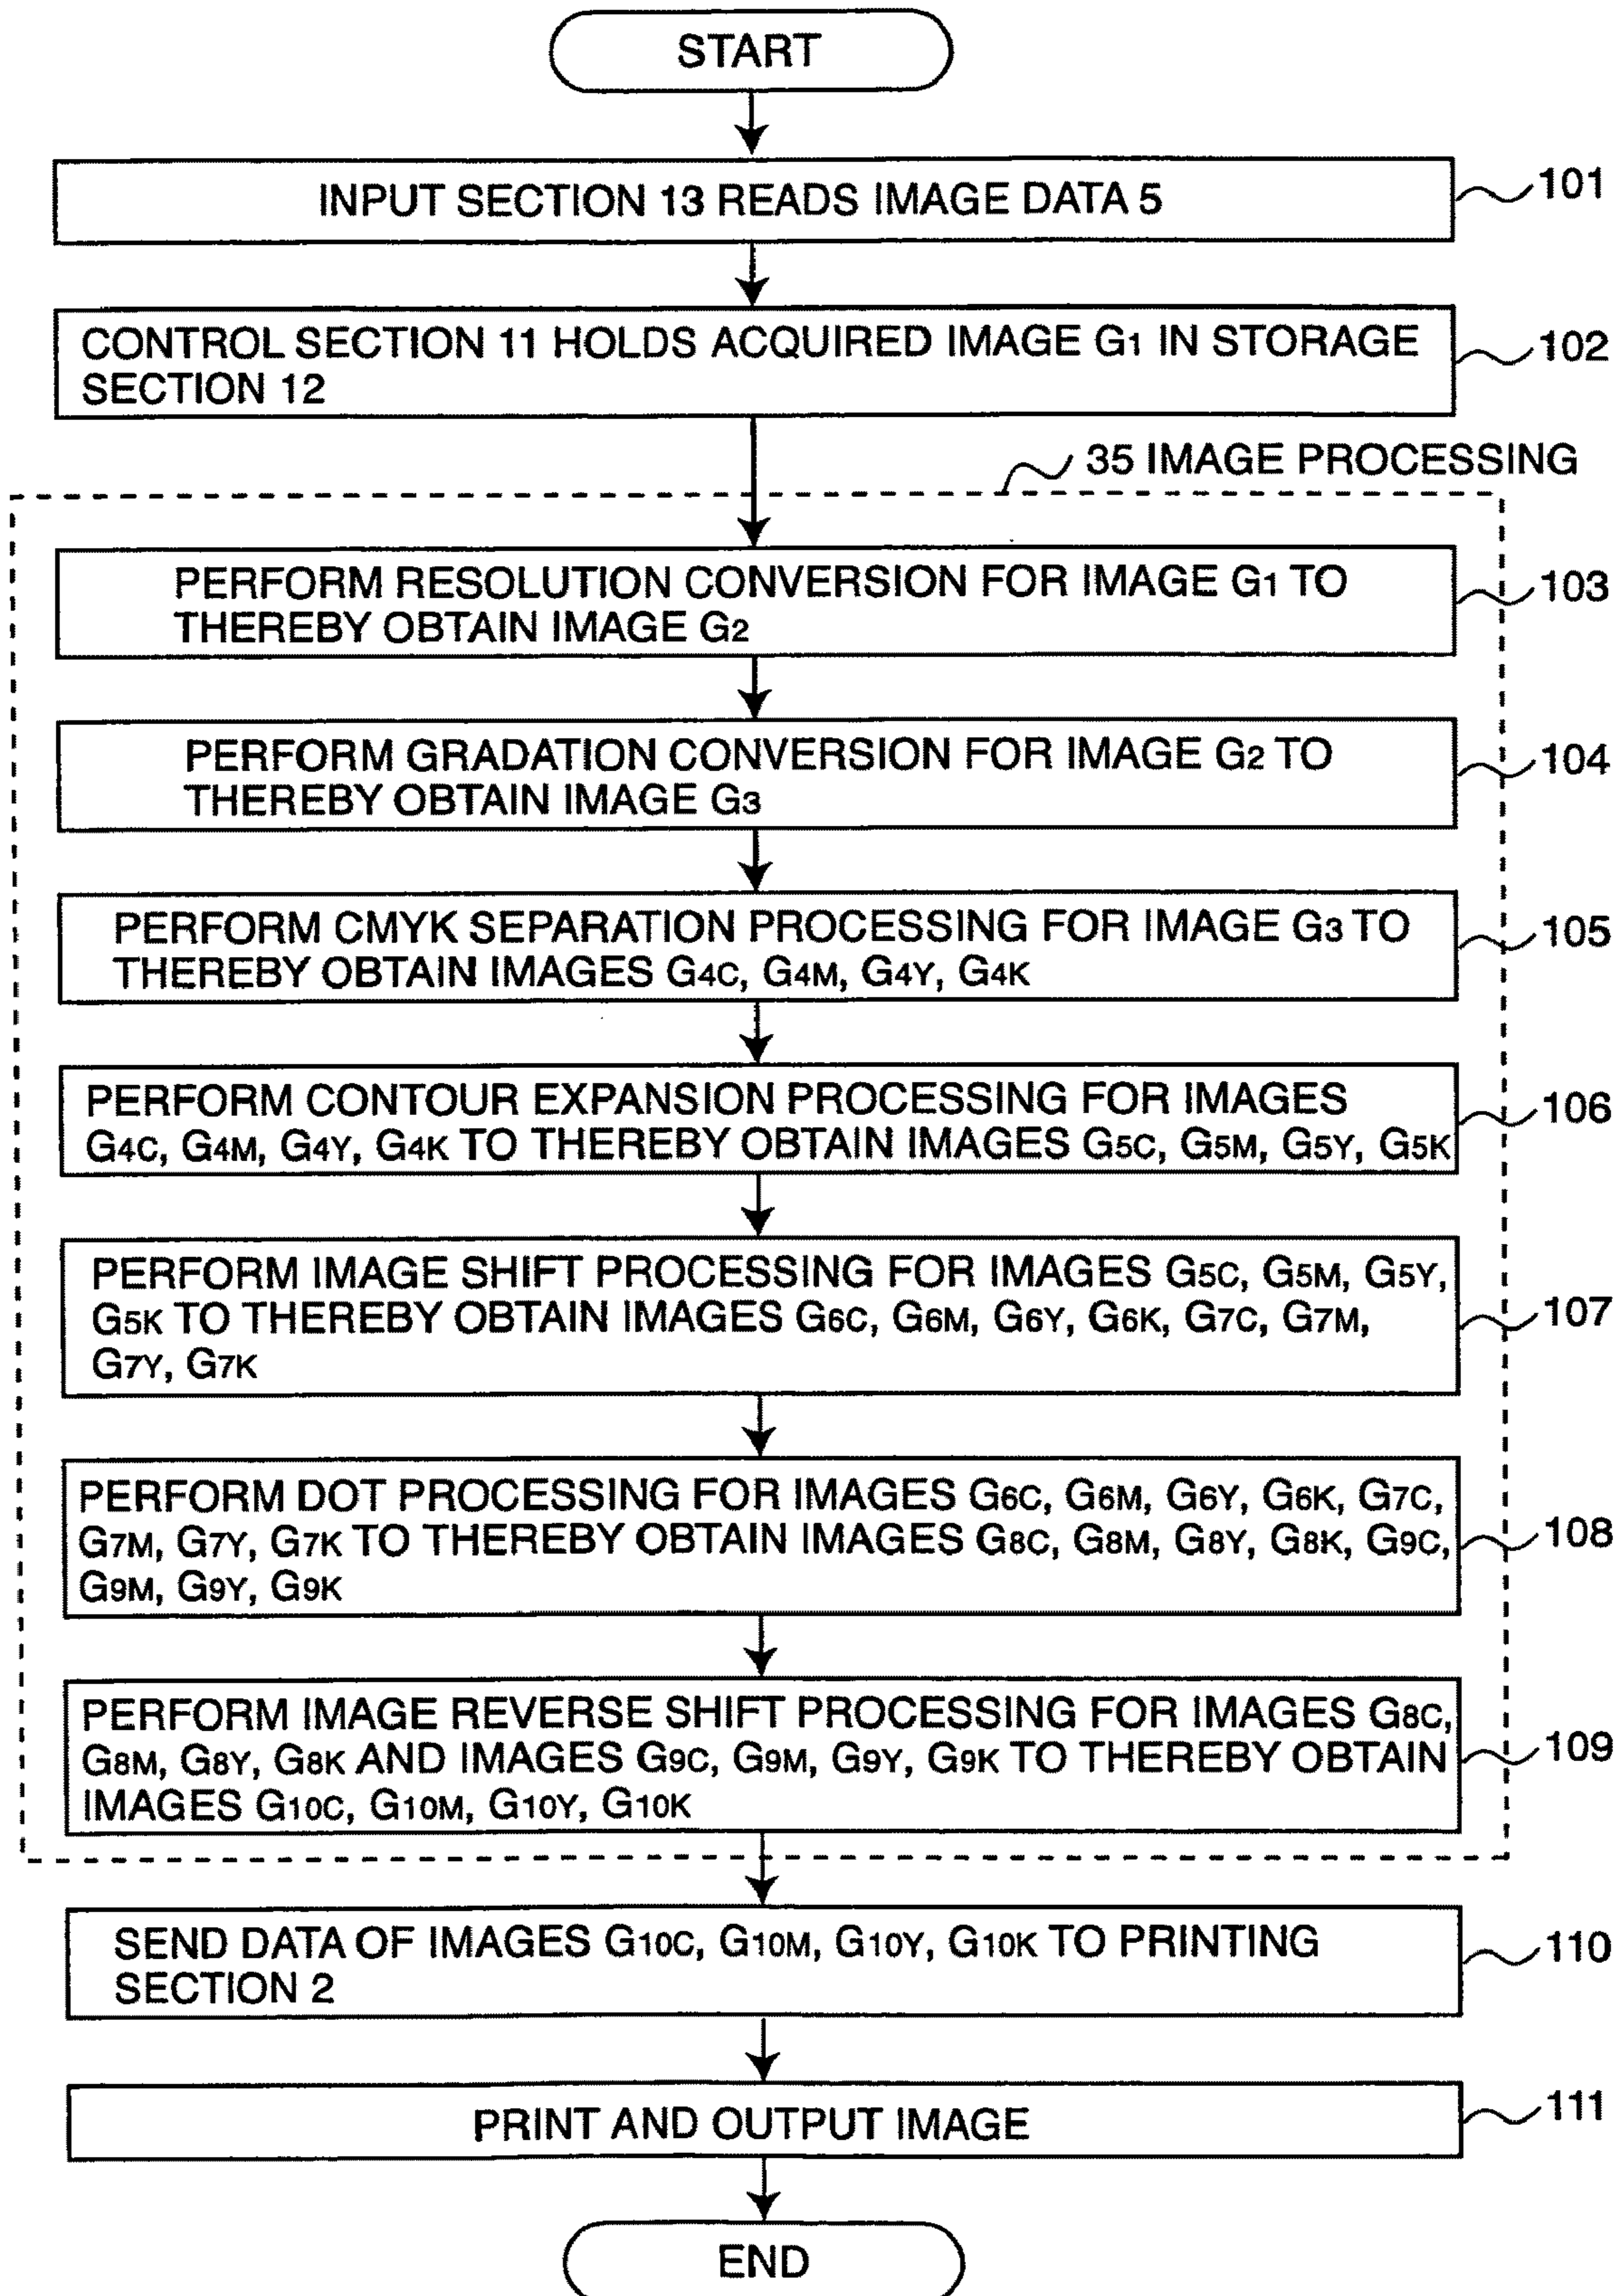 START
INPUT SECTION 13 READS IMAGE DATA 5
101
CONTROL SECTION 11 HOLDS ACQUIRED IMAGE G1 IN STORAGE
SECTION 12
102
35 IMAGE PROCESSING
PERFORM RESOLUTION CONVERSION FOR IMAGE G1 TO
THEREBY OBTAIN IMAGE G2
103
PERFORM GRADATION CONVERSION FOR IMAGE G2 TO
THEREBY OBTAIN IMAGE G3
104
PERFORM CMYK SEPARATION PROCESSING FOR IMAGE G3 TO
THEREBY OBTAIN IMAGES G4C, G4M, G4Y, G4K
105
PERFORM CONTOUR EXPANSION PROCESSING FOR IMAGES
G4C, G4M, G4Y, G4K TO THEREBY OBTAIN IMAGES G5C, G5M, G5Y, G5K
106
PERFORM IMAGE SHIFT PROCESSING FOR IMAGES G5C, G5M, G5Y,
G5K TO THEREBY OBTAIN IMAGES G6C, G6M, G6Y, G6K, G7C, G7M,
G7Y, G7K
107
PERFORM DOT PROCESSING FOR IMAGES G6C, G6M, G6Y, G6K, G7C,
G7M, G7Y, G7K TO THEREBY OBTAIN IMAGES G8C, G8M, G8Y, G8K, G9C,
G9M, G9Y, G9K
108
PERFORM IMAGE REVERSE SHIFT PROCESSING FOR IMAGES G8C,
G8M, G8Y, G8K AND IMAGES G9C, G9M, G9Y, G9K TO THEREBY OBTAIN
IMAGES G10C, G10M, G10Y, G10K
109
SEND DATA OF IMAGES G10C, G10M, G10Y, G10K TO PRINTING
SECTION 2
110
PRINT AND OUTPUT IMAGE
111
END